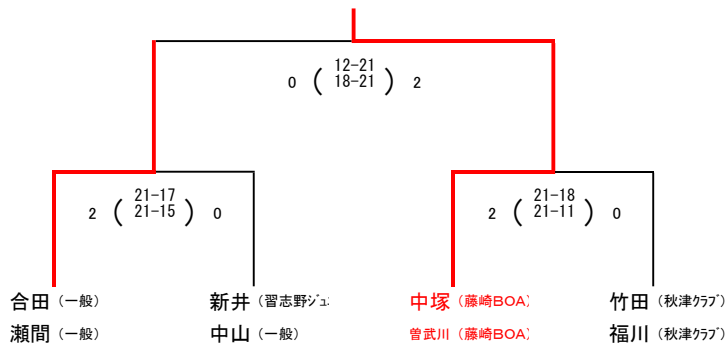 12-21
0 ( 18-21 ) 2
21-17 21-18
2 ( 21-15 ) 0 2 ( 21-11 ) 0
合田 (一般) 新井 (習志野ジュニ 中塚 (藤崎BOA) 竹田 (秋津クラブ)
瀬間 (一般) 中山 (一般) 曽武川 (藤崎BOA) 福川 (秋津クラブ)